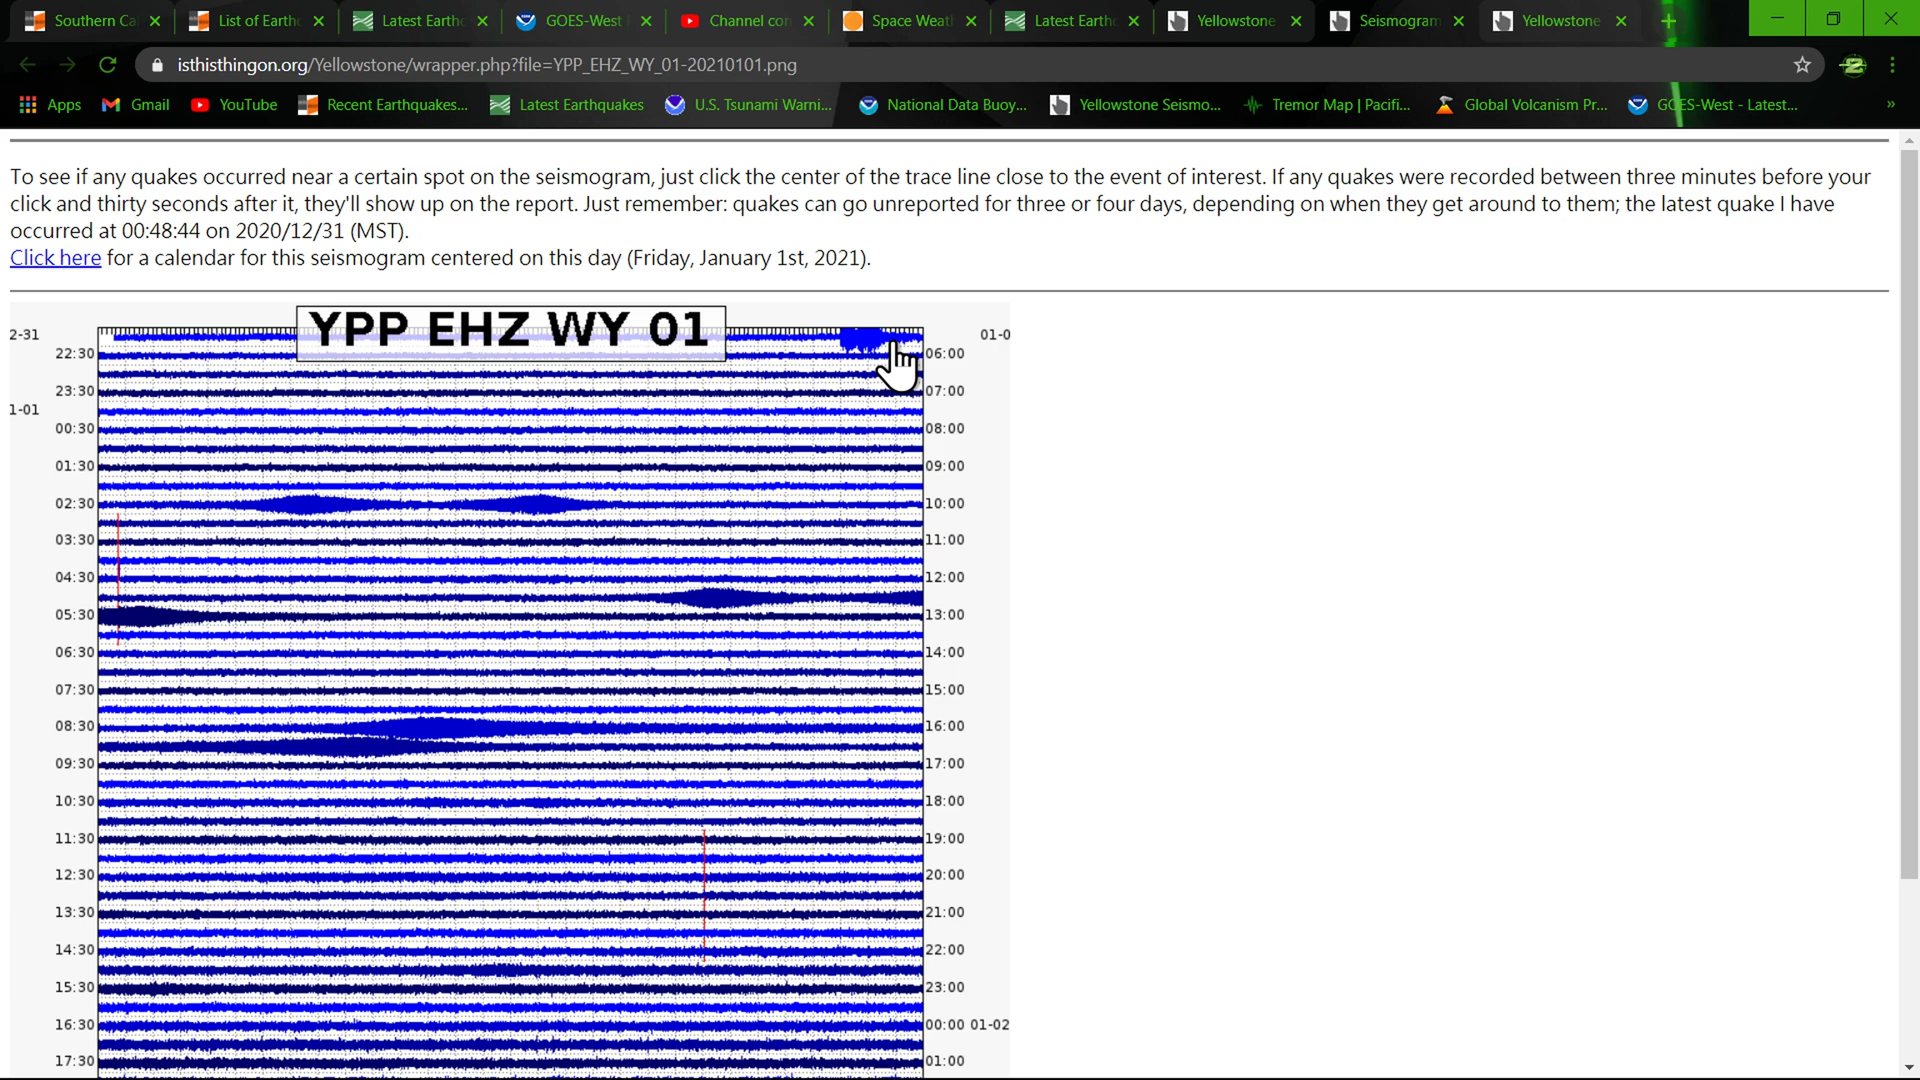 Southern Ca
List of Earth
Latest Earth
GOES-West
Channel con
Space Weat
Latest Earth
Yellowstone
Seismogram
Yellowstone
isthisthingon.org/Yellowstone/wrapper.php?file=YPP_EHZ_WY_01-20210101.png
Apps
Gmail
YouTube
Recent Earthquakes...
Latest Earthquakes
U.S. Tsunami Warni...
National Data Buoy...
Yellowstone Seismo...
Tremor Map | Pacifi...
Global Volcanism Pr...
GOES-West - Latest...
»
To see if any quakes occurred near a certain spot on the seismogram, just click the center of the trace line close to the event of interest. If any quakes were recorded between three minutes before your
click and thirty seconds after it, they'll show up on the report. Just remember: quakes can go unreported for three or four days, depending on when they get around to them; the latest quake I have
occurred at 00:48:44 on 2020/12/31 (MST).
Click here for a calendar for this seismogram centered on this day (Friday, January 1st, 2021).
YPP EHZ WY 01
2-31 01-0
22:30 06:00
23:30 07:00
1-01
00:30 08:00
01:30 09:00
02:30 10:00
03:30 11:00
04:30 12:00
05:30 13:00
06:30 14:00
07:30 15:00
08:30 16:00
09:30 17:00
10:30 18:00
11:30 19:00
12:30 20:00
13:30 21:00
14:30 22:00
15:30 23:00
16:30 00:00 01-02
17:30 01:00